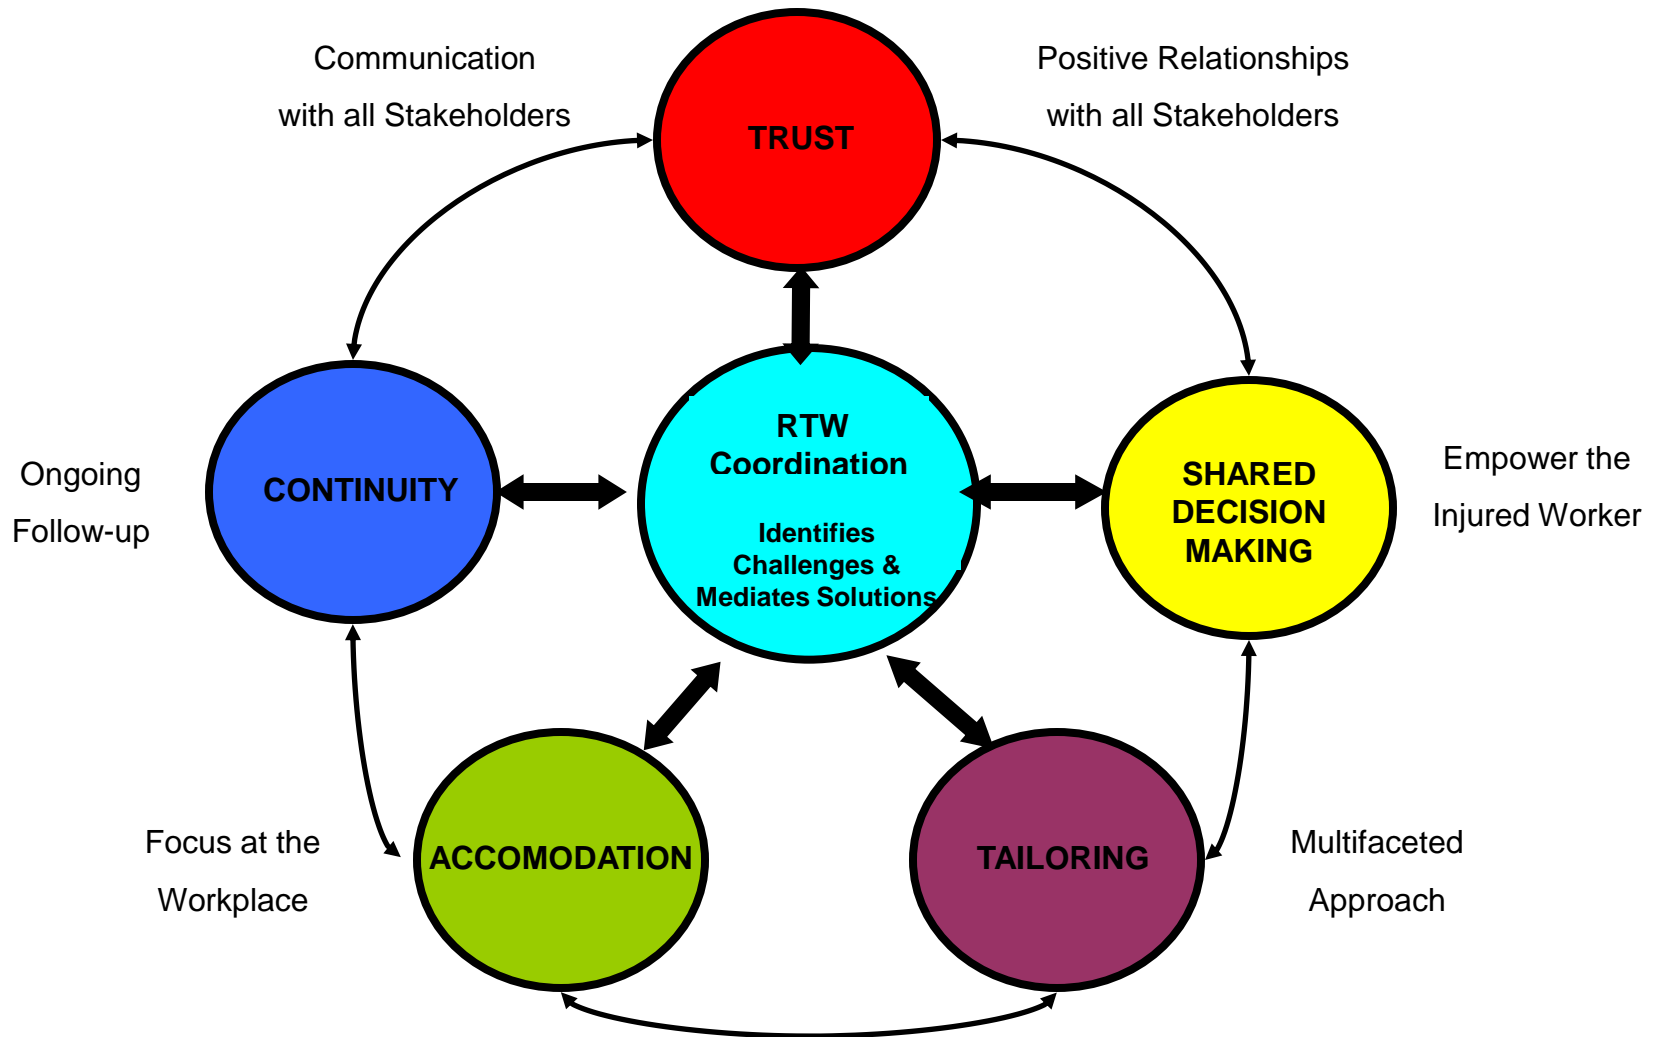 Communication
with all Stakeholders
Positive Relationships
with all Stakeholders
TRUST
RTW
Coordination
Identifies
Challenges &
Mediates Solutions
CONTINUITY
Ongoing
Follow-up
SHARED
DECISION
MAKING
Empower the
Injured Worker
ACCOMODATION
Focus at the
Workplace
TAILORING
Multifaceted
Approach